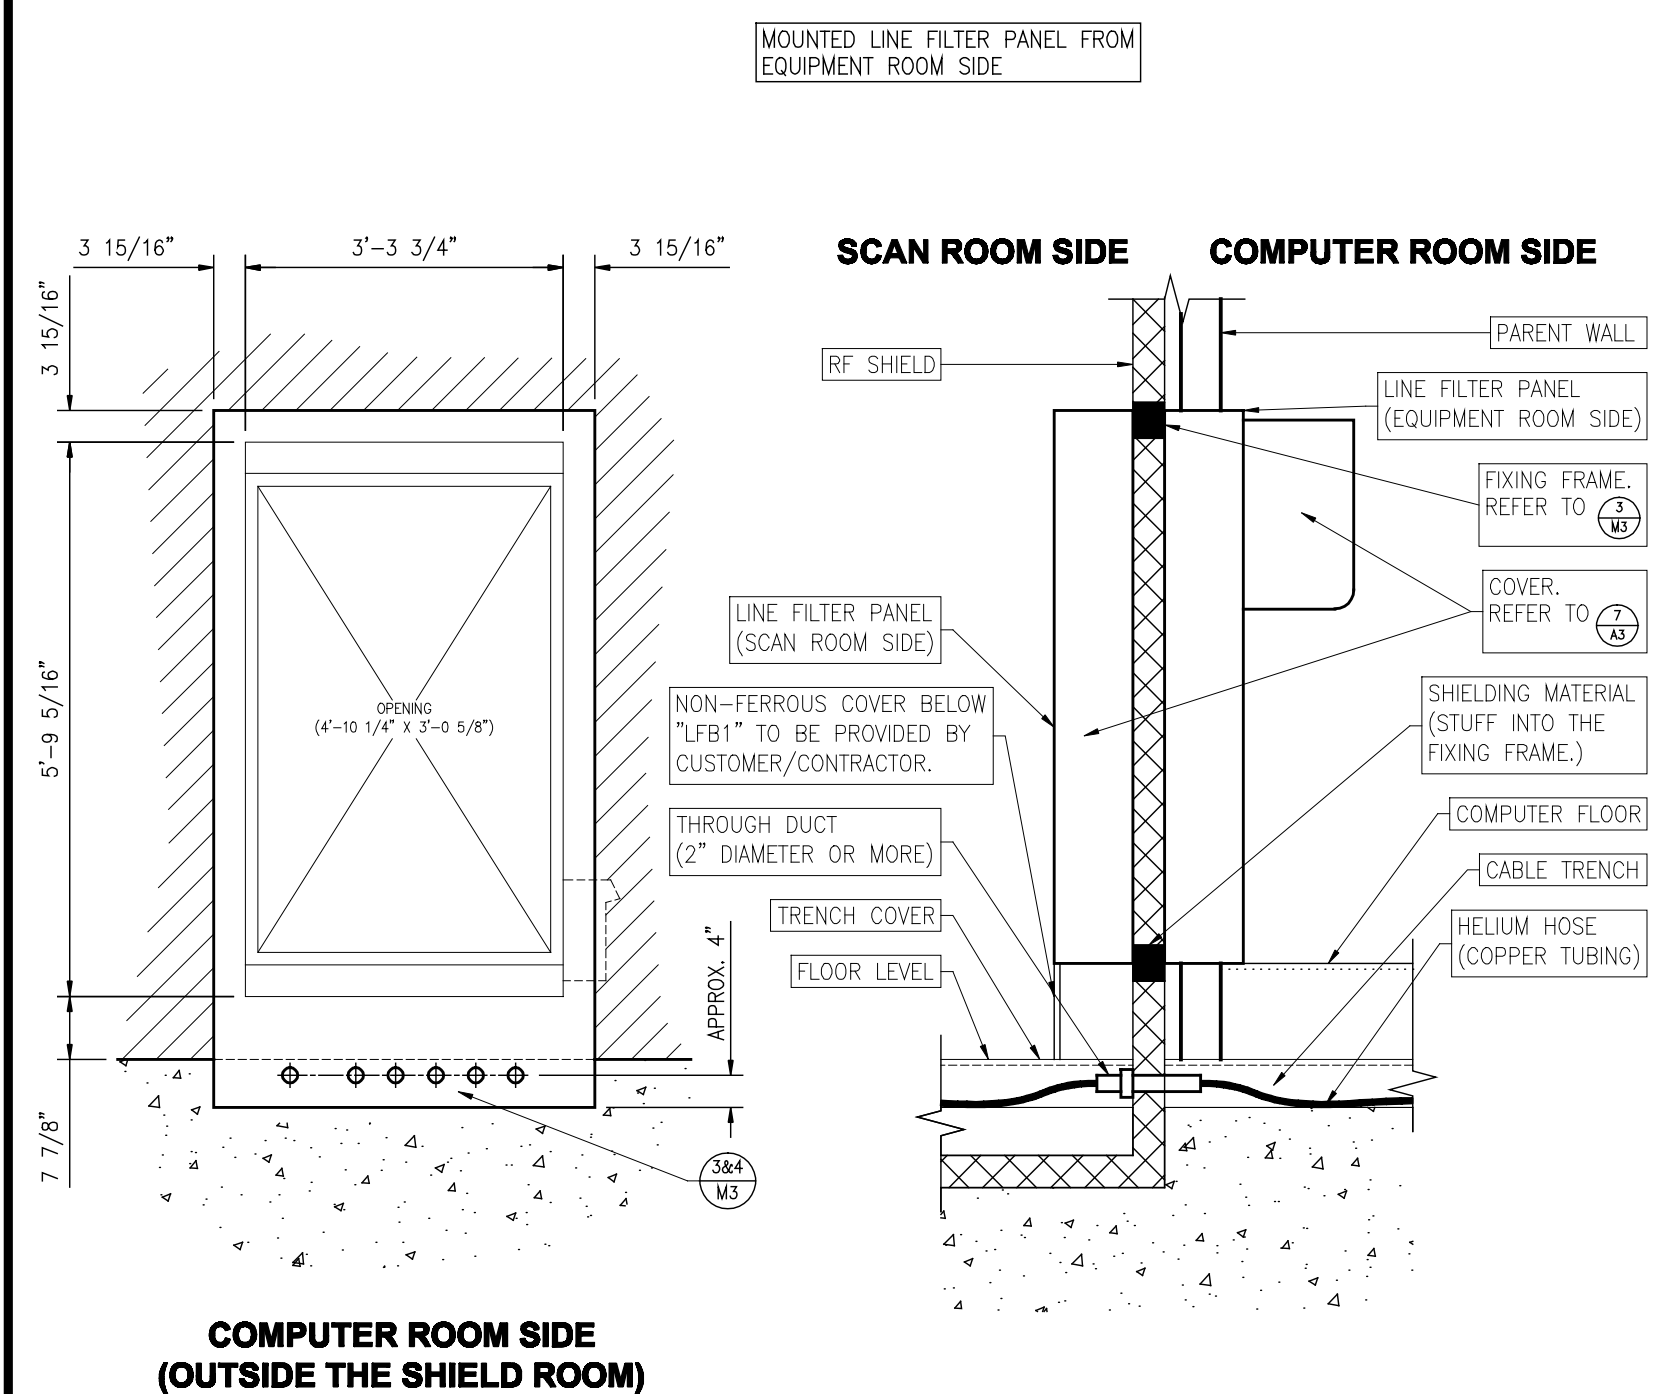 MOUNTED LINE FILTER PANEL FROM
EQUIPMENT ROOM SIDE
3 15/16"
3'-3 3/4"
3 15/16"
3 15/16"
5'-9 5/16"
7 7/8"
OPENING
(4'-10 1/4" X 3'-0 5/8")
APPROX. 4"
3&4
M3
COMPUTER ROOM SIDE
(OUTSIDE THE SHIELD ROOM)
SCAN ROOM SIDE
COMPUTER ROOM SIDE
RF SHIELD
LINE FILTER PANEL
(SCAN ROOM SIDE)
NON-FERROUS COVER BELOW
"LFB1" TO BE PROVIDED BY
CUSTOMER/CONTRACTOR.
THROUGH DUCT
(2" DIAMETER OR MORE)
TRENCH COVER
FLOOR LEVEL
PARENT WALL
LINE FILTER PANEL
(EQUIPMENT ROOM SIDE)
FIXING FRAME.
REFER TO 3
M3
COVER.
REFER TO 7
A3
SHIELDING MATERIAL
(STUFF INTO THE
FIXING FRAME.)
COMPUTER FLOOR
CABLE TRENCH
HELIUM HOSE
(COPPER TUBING)